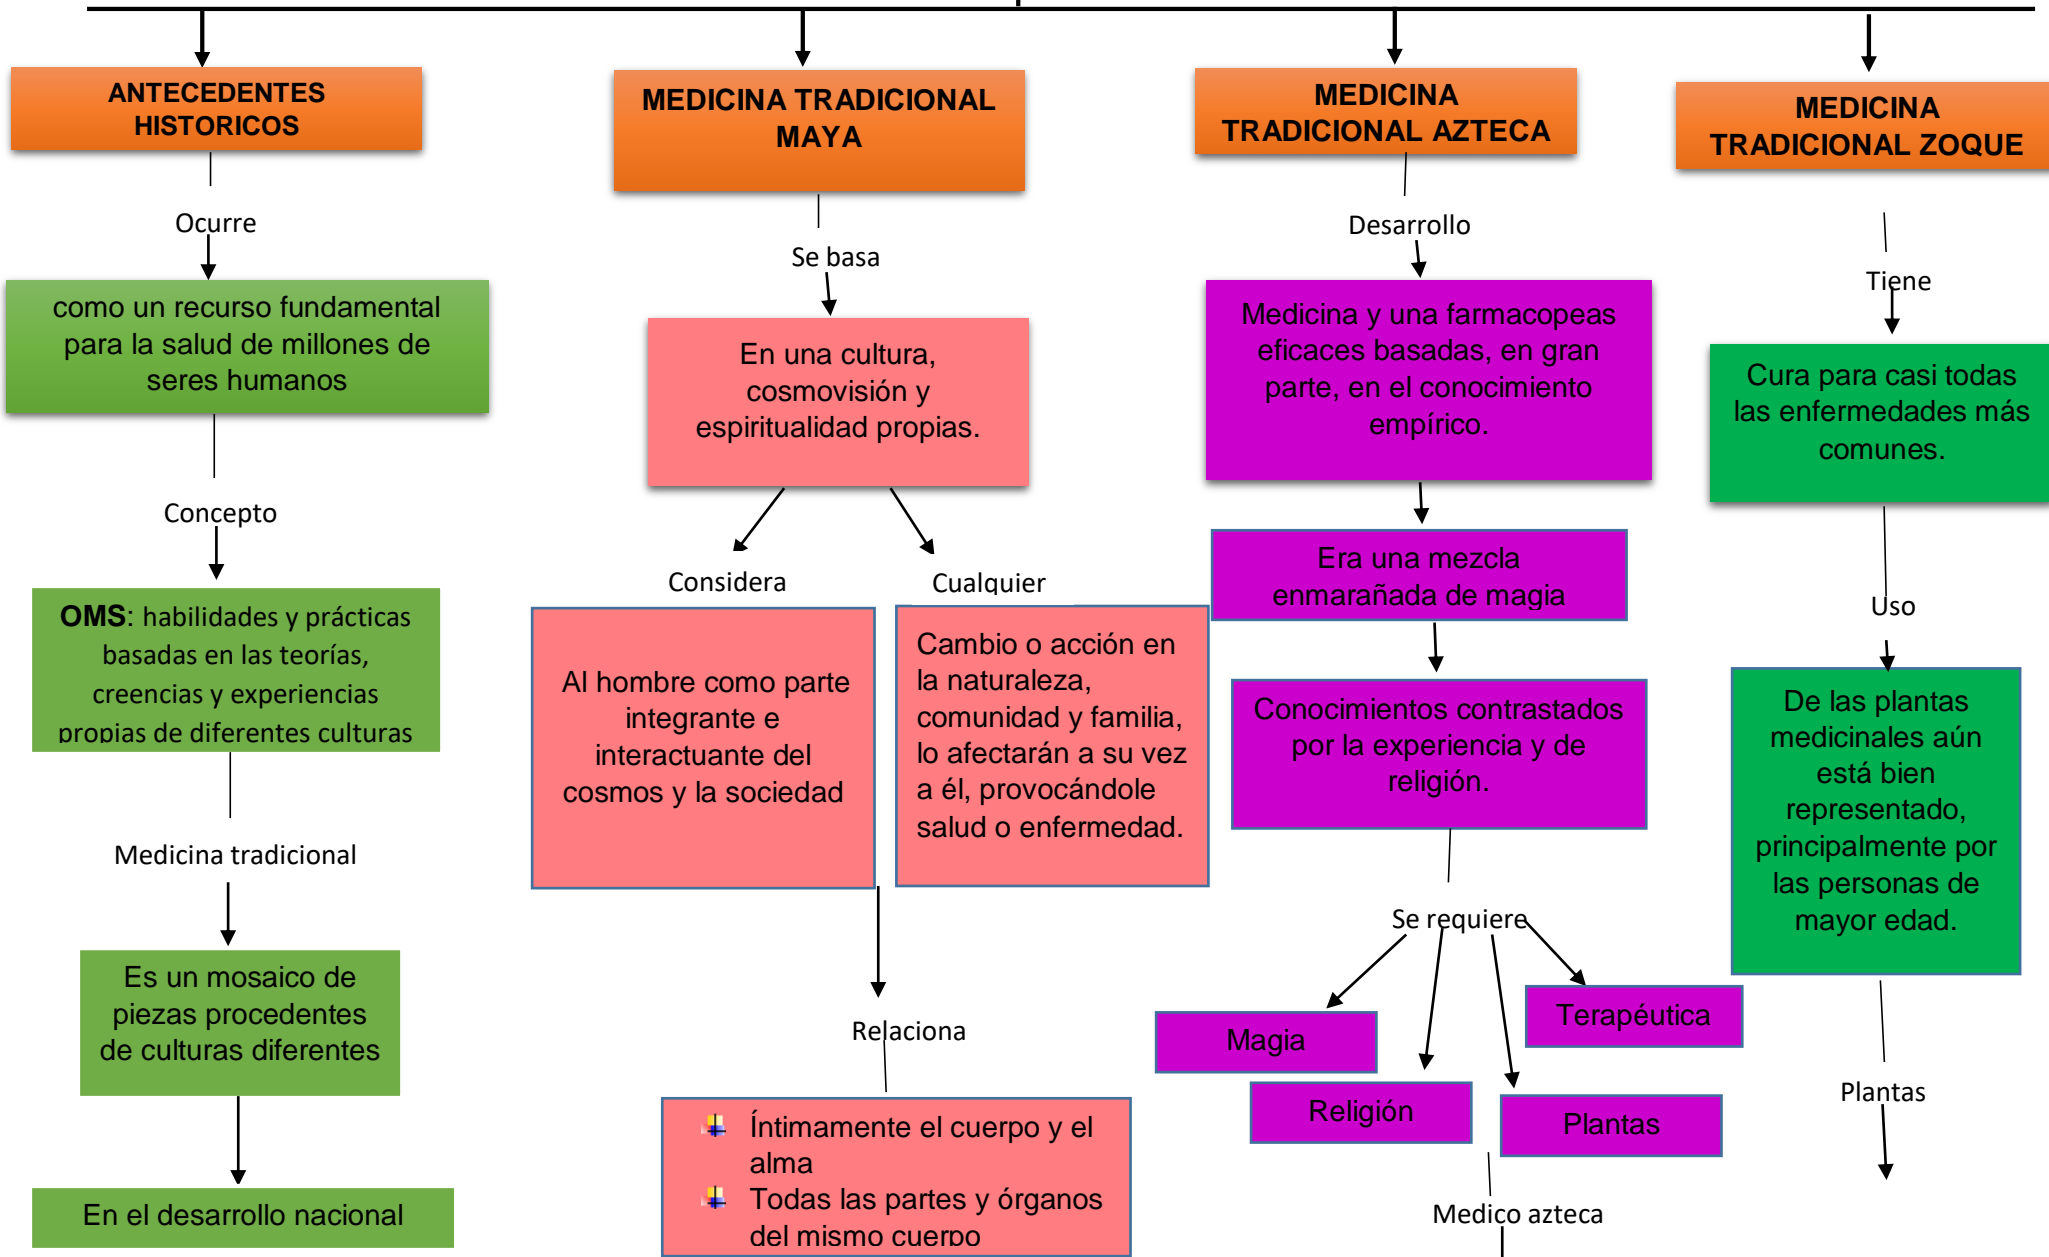 ANTECEDENTES
HISTORICOS
Ocurre
como un recurso fundamental
para la salud de millones de
seres humanos
Concepto
OMS: habilidades y prácticas
basadas en las teorías,
creencias y experiencias
propias de diferentes culturas
Medicina tradicional
Es un mosaico de
piezas procedentes
de culturas diferentes
En el desarrollo nacional
MEDICINA TRADICIONAL
MAYA
Se basa
En una cultura,
cosmovisión y
espiritualidad propias.
Considera
Al hombre como parte
integrante e
interactuante del
cosmos y la sociedad
Cualquier
Cambio o acción en
la naturaleza,
comunidad y familia,
lo afectarán a su vez
a él, provocándole
salud o enfermedad.
Relaciona
Íntimamente el cuerpo y el
alma
Todas las partes y órganos
del mismo cuerpo
MEDICINA
TRADICIONAL AZTECA
Desarrollo
Medicina y una farmacopeas
eficaces basadas, en gran
parte, en el conocimiento
empírico.
Era una mezcla
enmarañada de magia
Conocimientos contrastados
por la experiencia y de
religión.
Se requiere
Magia
Religión
Plantas
Terapéutica
Medico azteca
MEDICINA
TRADICIONAL ZOQUE
Tiene
Cura para casi todas
las enfermedades más
comunes.
Uso
De las plantas
medicinales aún
está bien
representado,
principalmente por
las personas de
mayor edad.
Plantas